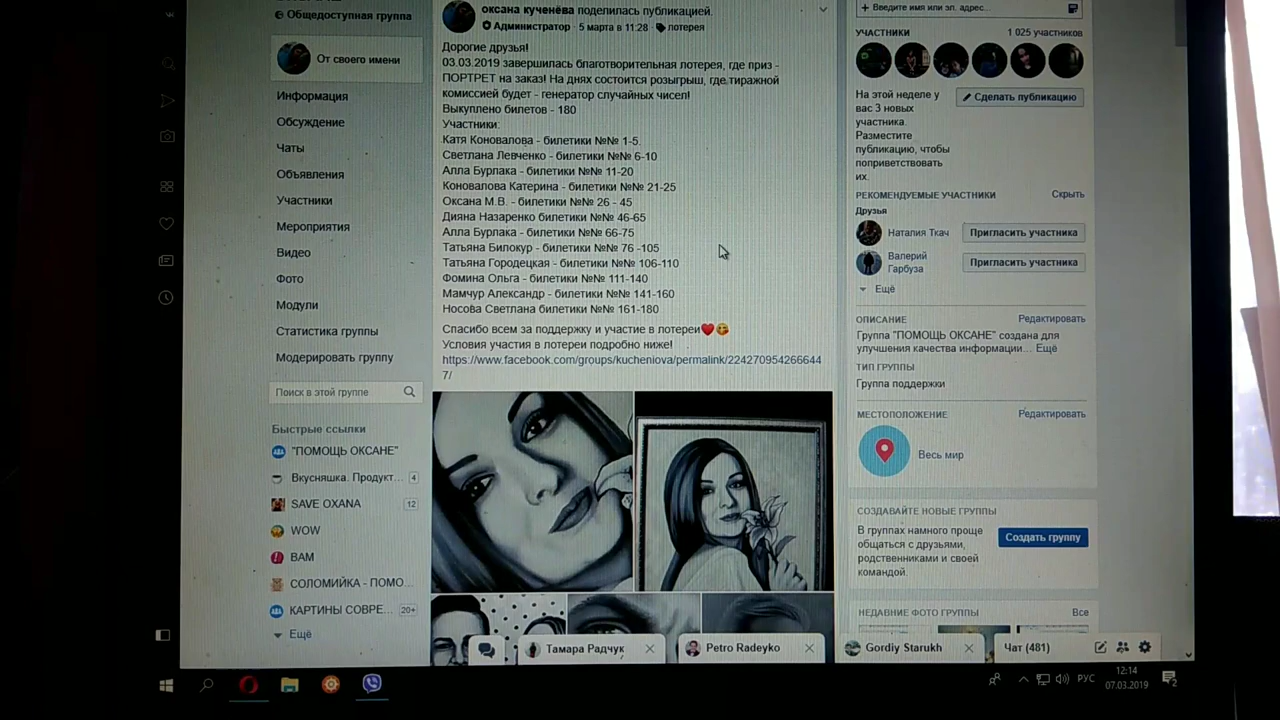 Общедоступная группа
От своего имени
Информация
Обсуждение
Чаты
Объявления
Участники
Мероприятия
Видео
Фото
Модули
Статистика группы
Модерировать группу
Поиск в этой группе
Быстрые ссылки
"ПОМОЩЬ ОКСАНЕ"
Вкусняшка. Продукт... 4
SAVE OXANA 12
WOW
BAM
СОЛОМИЙКА - ПОМО...
КАРТИНЫ СОВРЕ... 20+
Ещё
оксана кученёва поделилась публикацией.
Администратор · 5 марта в 11:28 · лотерея
Дорогие друзья!
03.03.2019 завершилась благотворительная лотерея, где приз -
ПОРТРЕТ на заказ! На днях состоится розыгрыш, где тиражной
комиссией будет - генератор случайных чисел!
Выкуплено билетов - 180
Участники:
Катя Коновалова - билетики №№ 1-5.
Светлана Левченко - билетики №№ 6-10
Алла Бурлака - билетики №№ 11-20
Коновалова Катерина - билетики №№ 21-25
Оксана М.В. - билетики №№ 26 - 45
Дияна Назаренко билетики №№ 46-65
Алла Бурлака - билетики №№ 66-75
Татьяна Билокур - билетики №№ 76 -105
Татьяна Городецкая - билетики №№ 106-110
Фомина Ольга - билетики №№ 111-140
Мамчур Александр - билетики №№ 141-160
Носова Светлана билетики №№ 161-180
Спасибо всем за поддержку и участие в лотереи❤️😋
Условия участия в лотереи подробно ниже!
https://www.facebook.com/groups/kucheniova/permalink/224270954266644
7/
+ Введите имя или эл. адрес...
УЧАСТНИКИ 1 025 участников
На этой неделе у
вас 3 новых
участника.
Разместите
публикацию, чтобы
поприветствовать
их.
Сделать публикацию
РЕКОМЕНДУЕМЫЕ УЧАСТНИКИ Скрыть
Друзья
Наталия Ткач Пригласить участника
Валерий
Гарбуза
Пригласить участника
Ещё
ОПИСАНИЕ Редактировать
Группа "ПОМОЩЬ ОКСАНЕ" создана для
улучшения качества информации... Ещё
ТИП ГРУППЫ
Группа поддержки
МЕСТОПОЛОЖЕНИЕ Редактировать
Весь мир
СОЗДАВАЙТЕ НОВЫЕ ГРУППЫ
В группах намного проще
общаться с друзьями,
родственниками и своей
командой.
Создать группу
НЕДАВНИЕ ФОТО ГРУППЫ Все
Тамара Радчук
Petro Radeyko
Gordiy Starukh
Чат (481)
РУС
12:14
07.03.2019
2